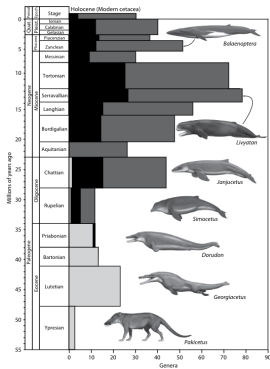 Holocene (Modern cetacea)
Stage
Ionian
Calabrian
Gelasian
Piacenzian
Zanclean
Messinian
Tortonian
Serravallian
Langhian
Burdigalian
Aquitanian
Chattian
Rupelian
Priabonian
Bartonian
Lutetian
Ypresian
Neogene
Paleogene
Miocene
Oligocene
Eocene
Millions of years ago
0
5
10
15
20
25
30
35
40
45
50
55
Balaenoptera
Livyatan
Janjucetus
Simocetus
Dorudon
Georgiacetus
Pakicetus
0 10 20 30 40 50 60 70 80 90
Genera